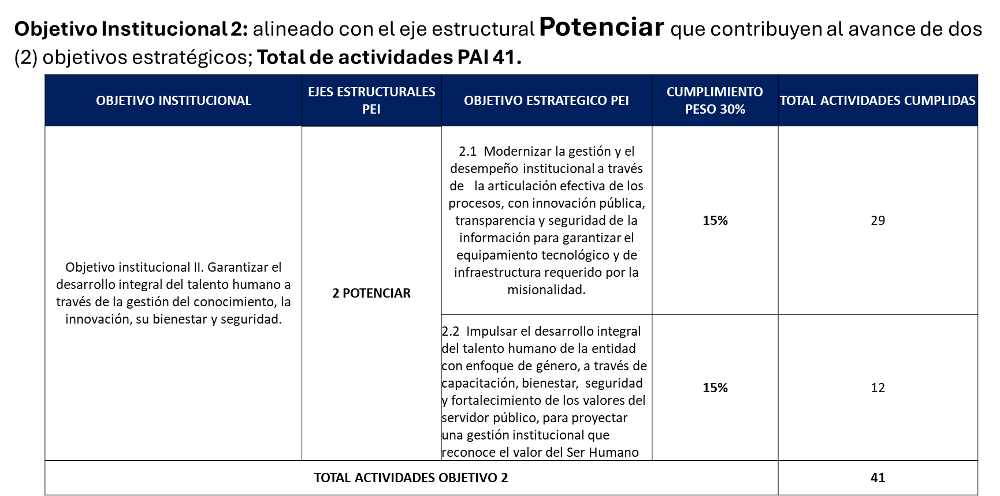 Objetivo Institucional 2: alineado con el eje estructural Potenciar que contribuyen al avance de dos
(2) objetivos estratégicos; Total de actividades PAI 41.
OBJETIVO INSTITUCIONAL
EJES ESTRUCTURALES
PEI
OBJETIVO ESTRATEGICO PEI
CUMPLIMIENTO
PESO 30%
TOTAL ACTIVIDADES CUMPLIDAS
Objetivo institucional II. Garantizar el
desarrollo integral del talento humano a
través de la gestión del conocimiento, la
innovación, su bienestar y seguridad.
2 POTENCIAR
2.1 Modernizar la gestión y el
desempeño institucional a través
de la articulación efectiva de los
procesos, con innovación pública,
transparencia y seguridad de la
información para garantizar el
equipamiento tecnológico y de
infraestructura requerido por la
misionalidad.
15%
29
2.2 Impulsar el desarrollo integral
del talento humano de la entidad
con enfoque de género, a través de
capacitación, bienestar, seguridad
y fortalecimiento de los valores del
servidor público, para proyectar
una gestión institucional que
reconoce el valor del Ser Humano
15%
12
TOTAL ACTIVIDADES OBJETIVO 2
41